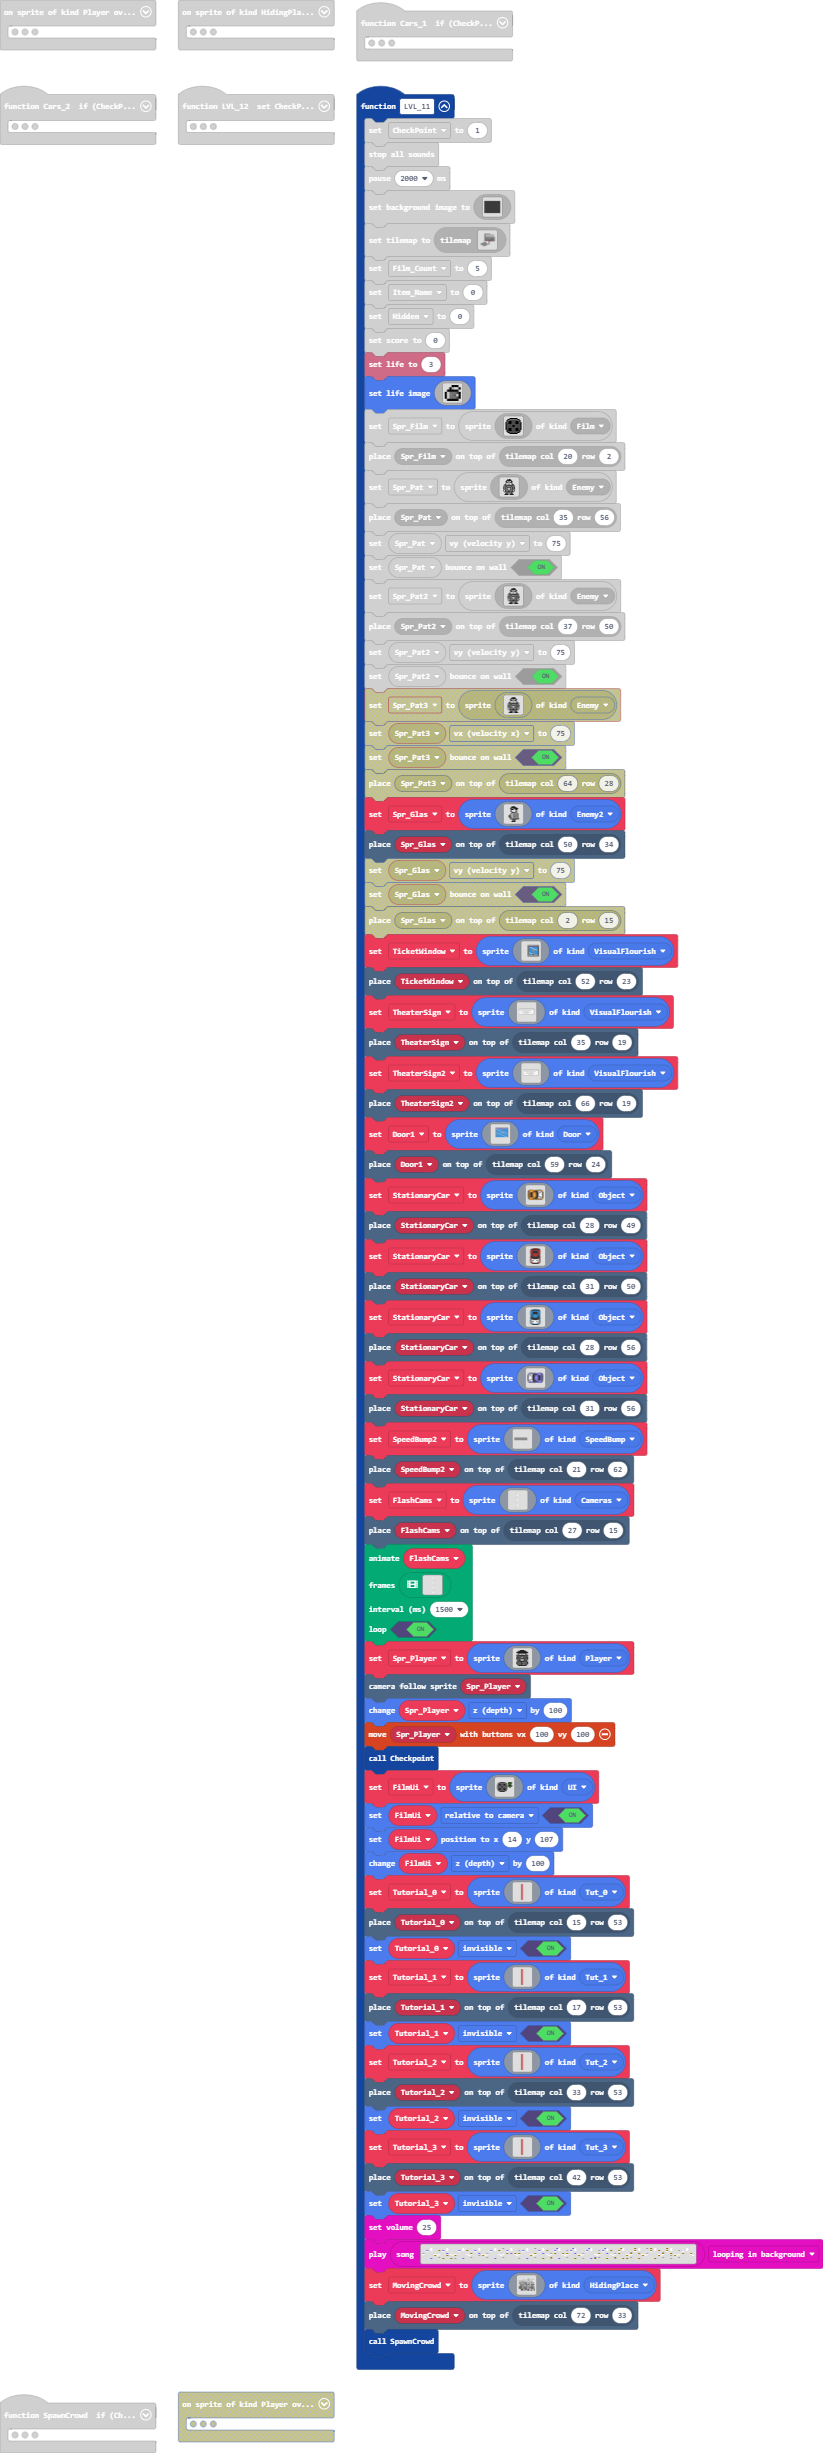 on sprite of kind Player ov...
on sprite of kind HidingPla...
function Cars_1 if (CheckP...
function Cars_2 if (CheckP...
function LVL_12 set CheckP...
function LVL_11
set CheckPoint to 1
stop all sounds
pause 2000 ms
set background image to
set tilemap to tilemap
set Film_Count to 5
set Item_Name to 0
set Hidden to 0
set score to 0
set life to 3
set life image
set Spr_Film to sprite of kind Film
place Spr_Film on top of tilemap col 20 row 2
set Spr_Pat to sprite of kind Enemy
place Spr_Pat on top of tilemap col 35 row 56
set Spr_Pat vy (velocity y) to 75
set Spr_Pat bounce on wall ON
set Spr_Pat2 to sprite of kind Enemy
place Spr_Pat2 on top of tilemap col 37 row 50
set Spr_Pat2 vy (velocity y) to 75
set Spr_Pat2 bounce on wall ON
set Spr_Pat3 to sprite of kind Enemy
set Spr_Pat3 vx (velocity x) to 75
set Spr_Pat3 bounce on wall ON
place Spr_Pat3 on top of tilemap col 64 row 28
set Spr_Glas to sprite of kind Enemy2
place Spr_Glas on top of tilemap col 50 row 34
set Spr_Glas vy (velocity y) to 75
set Spr_Glas bounce on wall ON
place Spr_Glas on top of tilemap col 2 row 15
set TicketWindow to sprite of kind VisualFlourish
place TicketWindow on top of tilemap col 52 row 23
set TheaterSign to sprite of kind VisualFlourish
place TheaterSign on top of tilemap col 35 row 19
set TheaterSign2 to sprite of kind VisualFlourish
place TheaterSign2 on top of tilemap col 66 row 19
set Door1 to sprite of kind Door
place Door1 on top of tilemap col 59 row 24
set StationaryCar to sprite of kind Object
place StationaryCar on top of tilemap col 28 row 49
set StationaryCar to sprite of kind Object
place StationaryCar on top of tilemap col 31 row 50
set StationaryCar to sprite of kind Object
place StationaryCar on top of tilemap col 28 row 56
set StationaryCar to sprite of kind Object
place StationaryCar on top of tilemap col 31 row 56
set SpeedBump2 to sprite of kind SpeedBump
place SpeedBump2 on top of tilemap col 21 row 62
set FlashCams to sprite of kind Cameras
place FlashCams on top of tilemap col 27 row 15
animate FlashCams
frames
interval (ms) 1500
loop ON
set Spr_Player to sprite of kind Player
camera follow sprite Spr_Player
change Spr_Player z (depth) by 100
move Spr_Player with buttons vx 100 vy 100
call Checkpoint
set FilmUi to sprite of kind UI
set FilmUi relative to camera ON
set FilmUi position to x 14 y 107
change FilmUi z (depth) by 100
set Tutorial_0 to sprite of kind Tut_0
place Tutorial_0 on top of tilemap col 15 row 53
set Tutorial_0 invisible ON
set Tutorial_1 to sprite of kind Tut_1
place Tutorial_1 on top of tilemap col 17 row 53
set Tutorial_1 invisible ON
set Tutorial_2 to sprite of kind Tut_2
place Tutorial_2 on top of tilemap col 33 row 53
set Tutorial_2 invisible ON
set Tutorial_3 to sprite of kind Tut_3
place Tutorial_3 on top of tilemap col 42 row 53
set Tutorial_3 invisible ON
set volume 25
play song looping in background
set MovingCrowd to sprite of kind HidingPlace
place MovingCrowd on top of tilemap col 72 row 33
call SpawnCrowd
function SpawnCrowd if (Ch...
on sprite of kind Player ov...